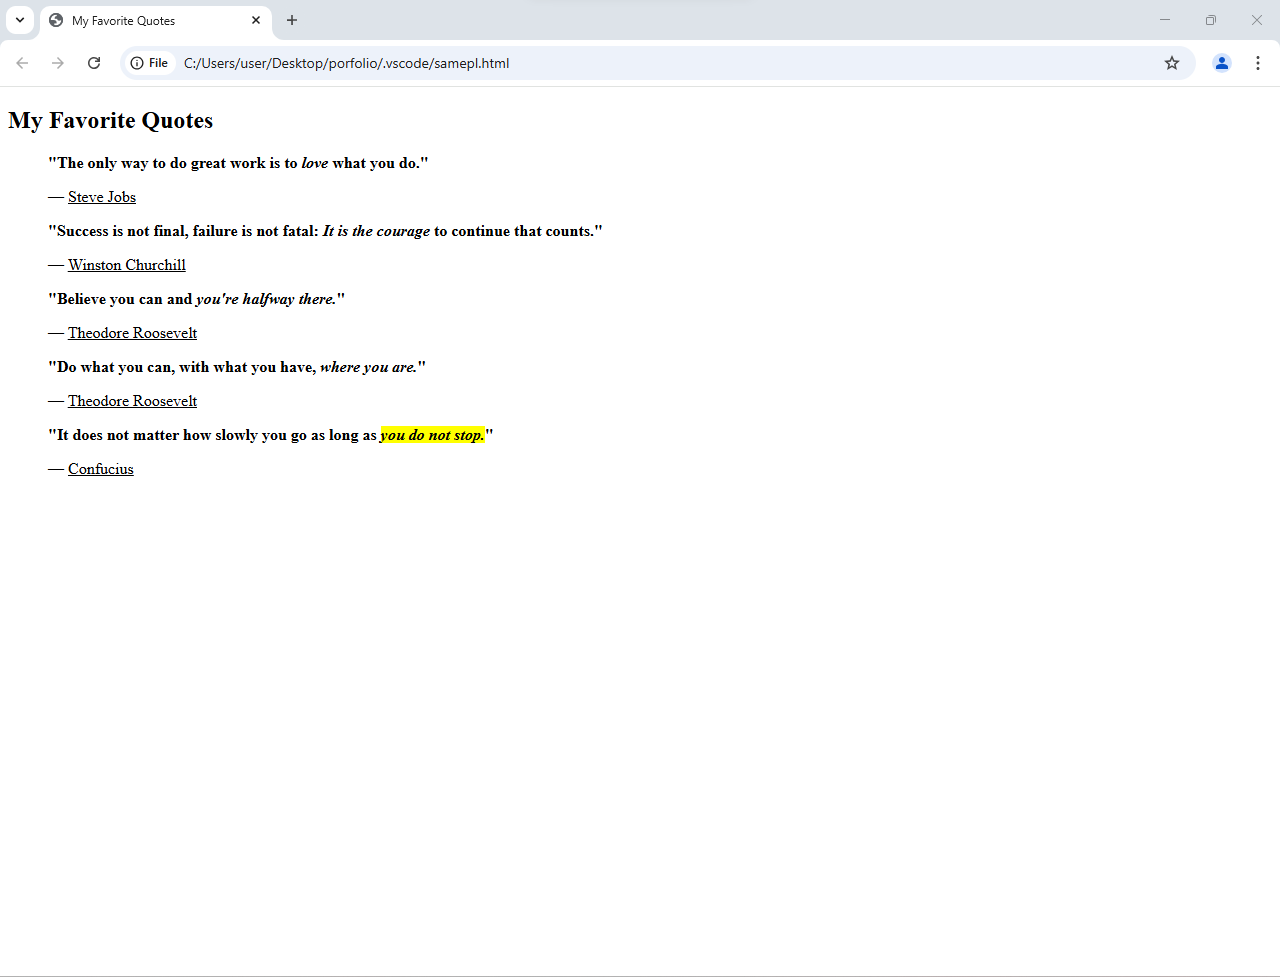 My Favorite Quotes
File C:/Users/user/Desktop/porfolio/.vscode/samepl.html
My Favorite Quotes
"The only way to do great work is to love what you do."
— Steve Jobs
"Success is not final, failure is not fatal: It is the courage to continue that counts."
— Winston Churchill
"Believe you can and you're halfway there."
— Theodore Roosevelt
"Do what you can, with what you have, where you are."
— Theodore Roosevelt
"It does not matter how slowly you go as long as you do not stop."
— Confucius